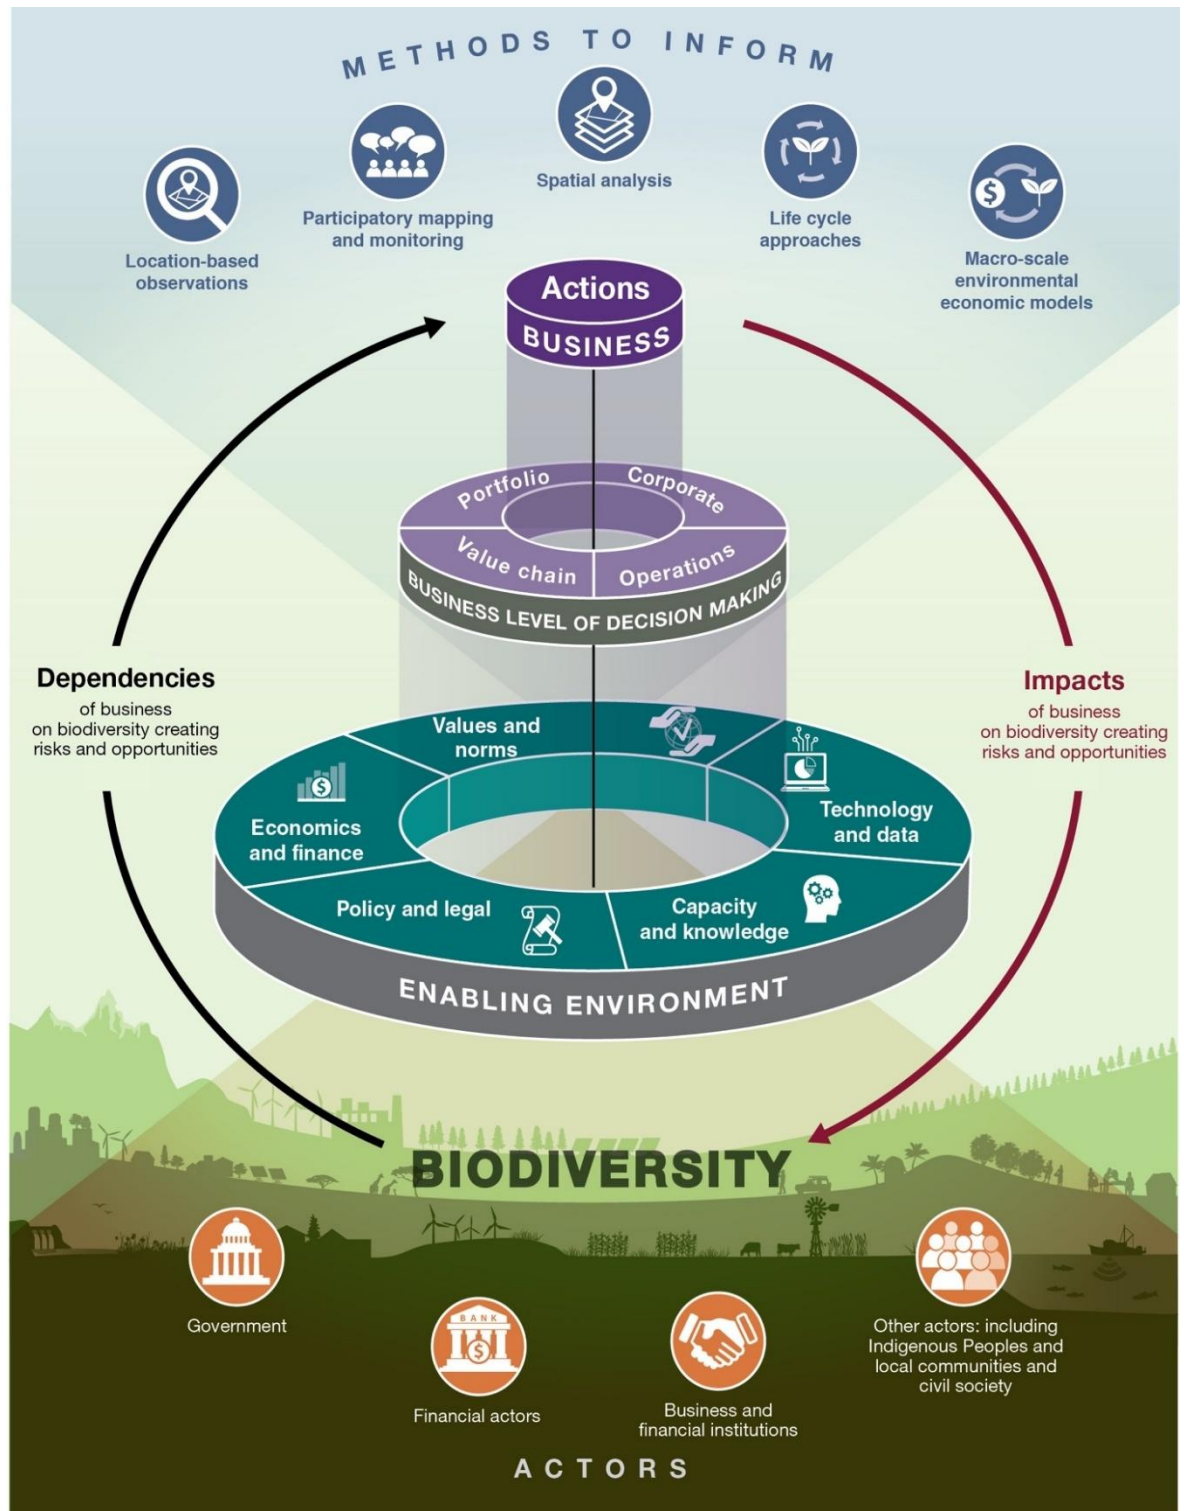 METHODS TO INFORM
Location-based
observations
Participatory mapping
and monitoring
Spatial analysis
Life cycle
approaches
$
Macro-scale
environmental
economic models
Actions
BUSINESS
Portfolio
Corporate
Value chain
Operations
BUSINESS LEVEL OF DECISION MAKING
Dependencies
of business
on biodiversity creating
risks and opportunities
Impacts
of business
on biodiversity creating
risks and opportunities
Values and
norms
$
Economics
and finance
Technology
and data
Policy and legal
Capacity
and knowledge
ENABLING ENVIRONMENT
BIODIVERSITY
Government
BANK
$
Financial actors
Business and
financial institutions
Other actors: including
Indigenous Peoples and
local communities and
civil society
ACTORS